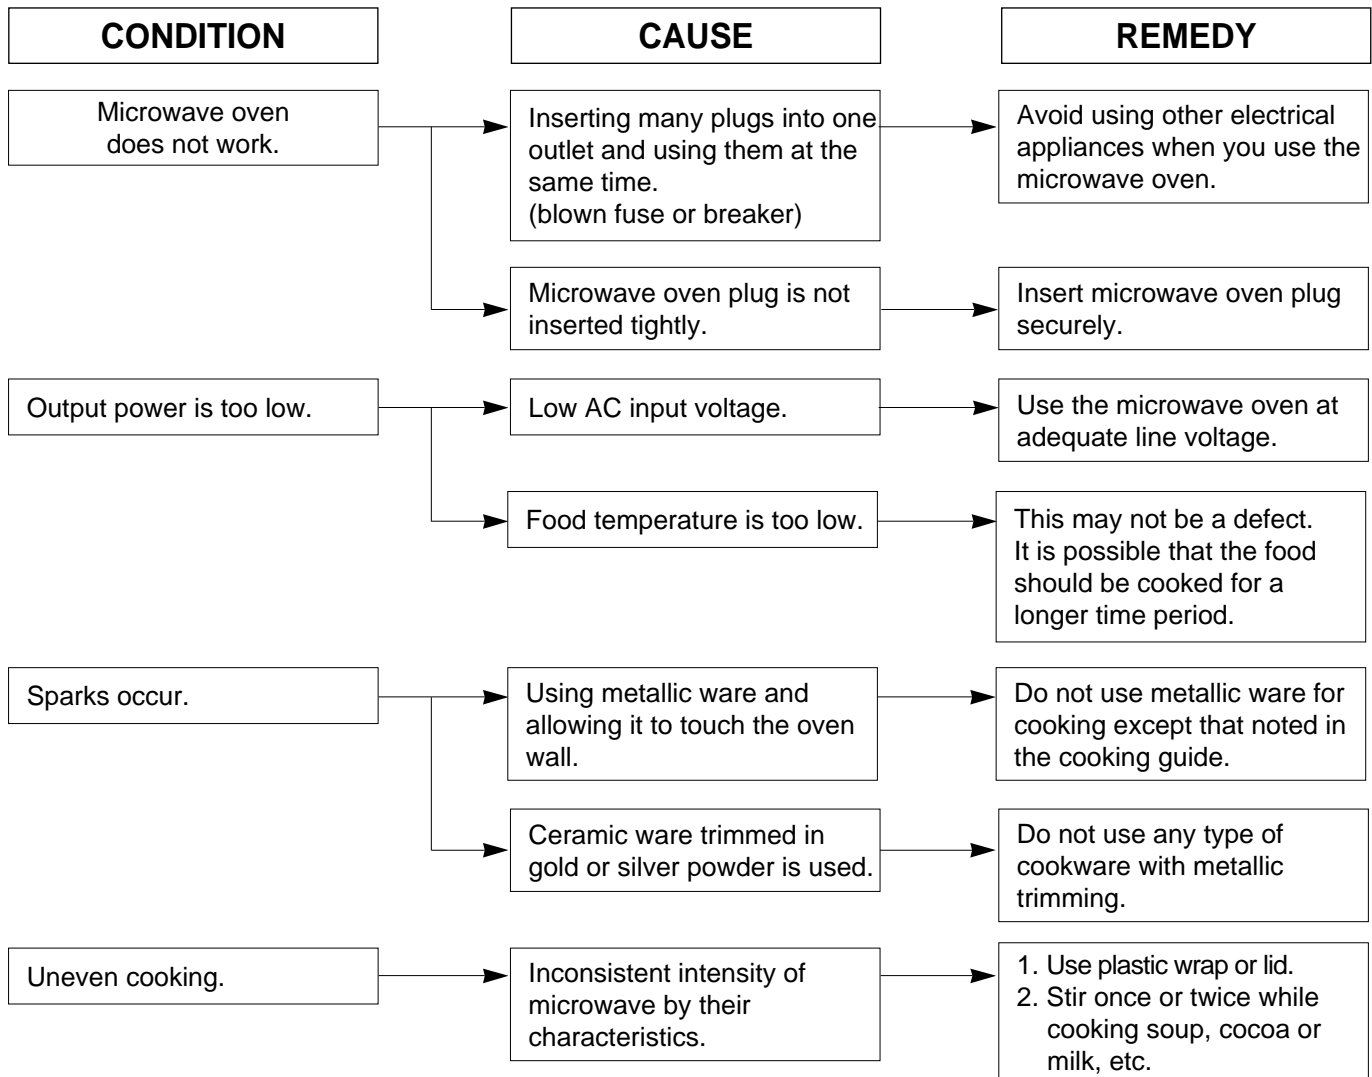 CONDITION
CAUSE
REMEDY
Microwave oven
does not work.
Inserting many plugs into one
outlet and using them at the
same time.
(blown fuse or breaker)
Avoid using other electrical
appliances when you use the
microwave oven.
Microwave oven plug is not
inserted tightly.
Insert microwave oven plug
securely.
Output power is too low.
Low AC input voltage.
Use the microwave oven at
adequate line voltage.
Food temperature is too low.
This may not be a defect.
It is possible that the food
should be cooked for a
longer time period.
Sparks occur.
Using metallic ware and
allowing it to touch the oven
wall.
Do not use metallic ware for
cooking except that noted in
the cooking guide.
Ceramic ware trimmed in
gold or silver powder is used.
Do not use any type of
cookware with metallic
trimming.
Uneven cooking.
Inconsistent intensity of
microwave by their
characteristics.
1. Use plastic wrap or lid.
2. Stir once or twice while
cooking soup, cocoa or
milk, etc.